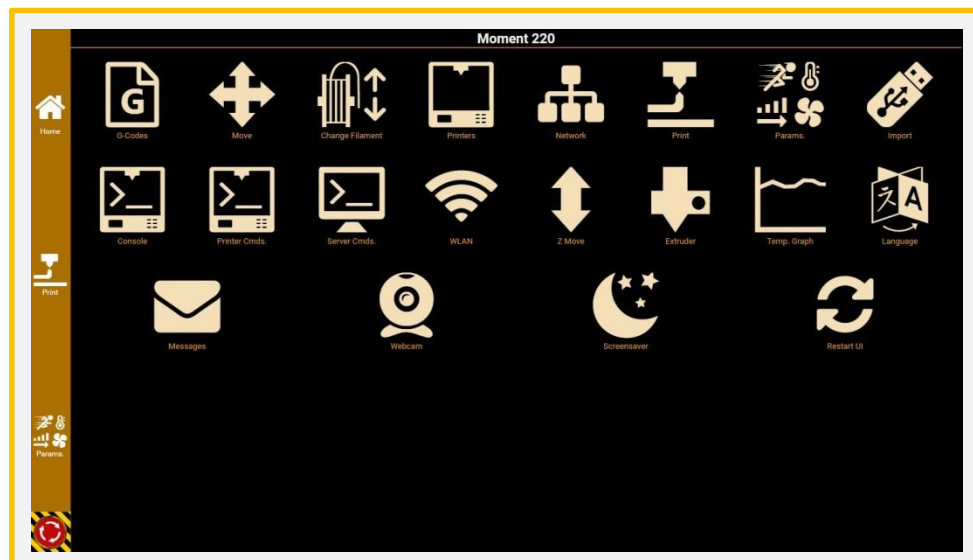 Moment 220
G
G-Codes
Move
Change Filament
Printers
Network
Print
Params.
Import
Home
>_
Console
>_
Printer Cmds.
>_
Server Cmds.
WLAN
Z Move
Extruder
Temp. Graph
A
Language
Print
Messages
Webcam
Screensaver
Restart UI
Params.